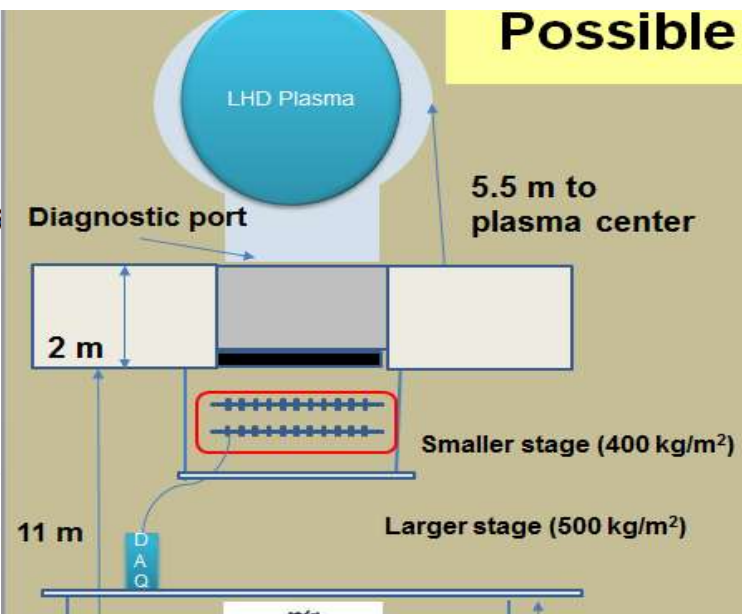 Possible
LHD Plasma
5.5 m to
plasma center
Diagnostic port
2 m
Smaller stage (400 kg/m²)
Larger stage (500 kg/m²)
11 m
D
A
Q